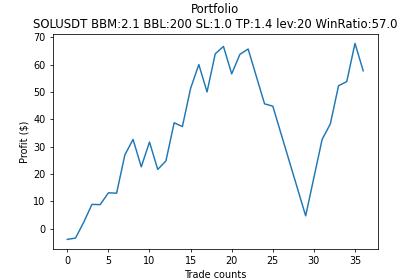 Portfolio
SOLUSDT BBM:2.1 BBL:200 SL:1.0 TP:1.4 lev:20 WinRatio:57.0
70
60
50
40
30
20
10
0
Profit ($)
0 5 10 15 20 25 30 35
Trade counts